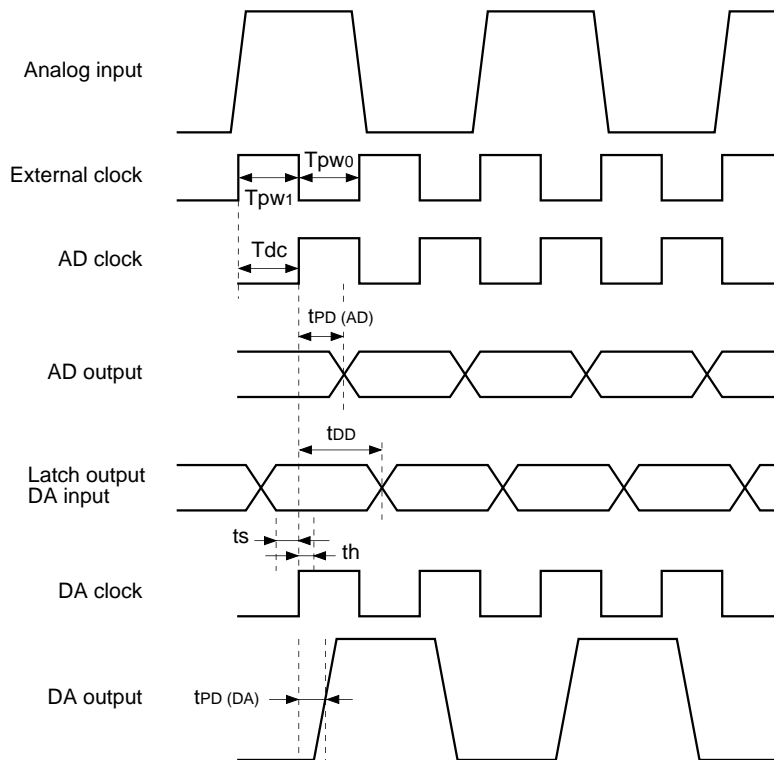 Analog input
External clock
Tpw0
Tpw1
AD clock
Tdc
tPD (AD)
AD output
tDD
Latch output
DA input
ts
th
DA clock
DA output
tPD (DA)